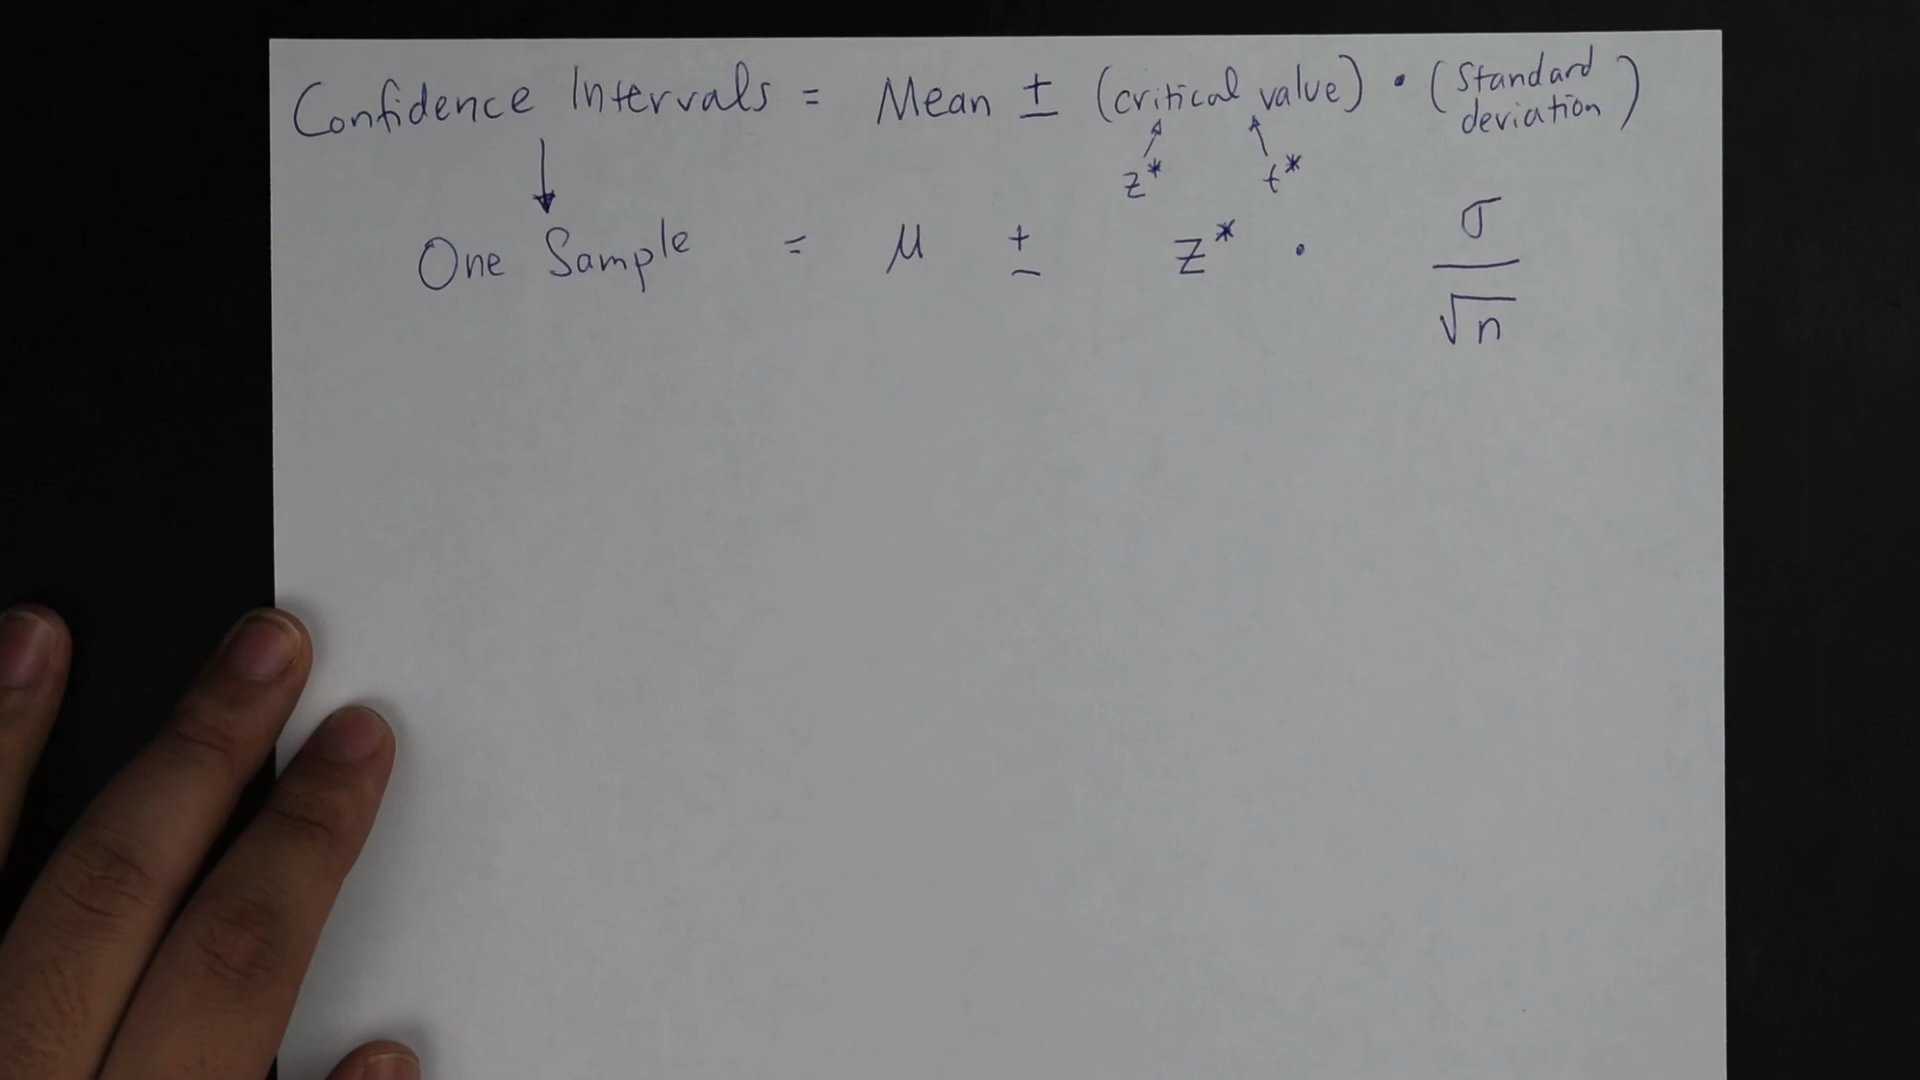 Confidence Intervals = Mean ± (critical value) • (Standard deviation)
z* t*
One Sample = μ ± z* • σ/√n